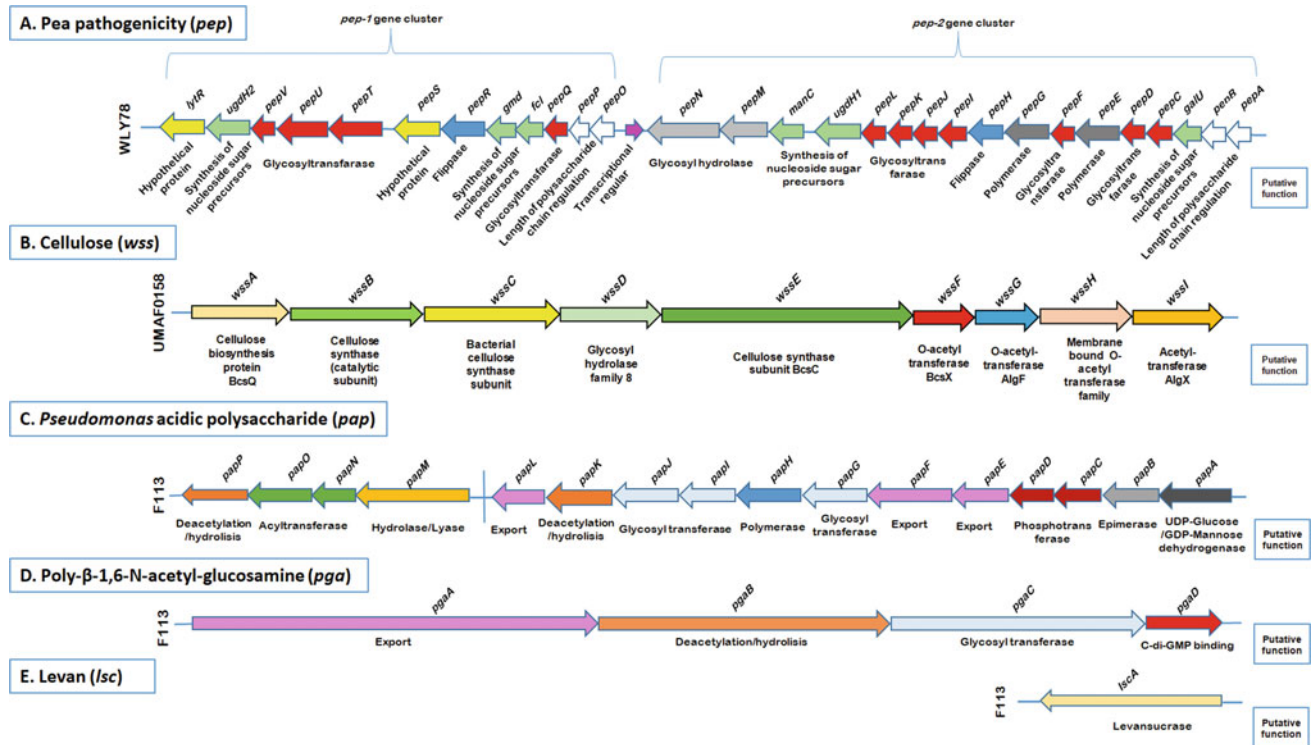 A. Pea pathogenicity (pep)
pep-1 gene cluster
pep-2 gene cluster
WLY78
lytR
ugdH2
pepV
pepU
pepT
pepS
pepR
gmd
fcl
pepQ
pepP
pepO
pepN
pepM
manC
ugdH1
pepL
pepK
pepJ
pepI
pepH
pepG
pepF
pepE
pepD
pepC
galU
penR
pepA
Hypothetical
protein
Synthesis of
nucleoside sugar
precursors
Glycosyltransfarase
Hypothetical
protein
Flippase
Synthesis of
nucleoside sugar
precursors
Glycosyltransfarase
Length of polysaccharide
chain regulation
Transcriptional
regular
Glycosyl hydrolase
Synthesis of
nucleoside sugar
precursors
Glycosyltrans
farase
Flippase
Polymerase
Glycosyltra
nsfarase
Polymerase
Glycosyltrans
farase
Synthesis of
nucleoside sugar
precursors
Length of polysaccharide
chain regulation
Putative
function
B. Cellulose (wss)
UMAF0158
wssA
wssB
wssC
wssD
wssE
wssF
wssG
wssH
wssI
Cellulose
biosynthesis
protein
BcsQ
Cellulose
synthase
(catalytic
subunit)
Bacterial
cellulose
synthase
subunit
Glycosyl
hydrolase
family 8
Cellulose synthase
subunit BcsC
O-acetyl
transferase
BcsX
O-acetyl-
transferase
AlgF
Membrane
bound O-
acetyl
transferase
family
Acetyl-
transferase
AlgX
Putative
function
C. Pseudomonas acidic polysaccharide (pap)
F113
papP
papO
papN
papM
papL
papK
papJ
papI
papH
papG
papF
papE
papD
papC
papB
papA
Deacetylation
/hydrolisis
Acyltransferase
Hydrolase/Lyase
Export
Deacetylation
/hydrolisis
Glycosyl transferase
Polymerase
Glycosyl
transferase
Export
Export
Phosphotrans
ferase
Epimerase
UDP-Glucose
/GDP-Mannose
dehydrogenase
Putative
function
D. Poly-β-1,6-N-acetyl-glucosamine (pga)
F113
pgaA
pgaB
pgaC
pgaD
Export
Deacetylation/hydrolisis
Glycosyl transferase
C-di-GMP binding
Putative
function
E. Levan (lsc)
F113
lscA
Levansucrase
Putative
function